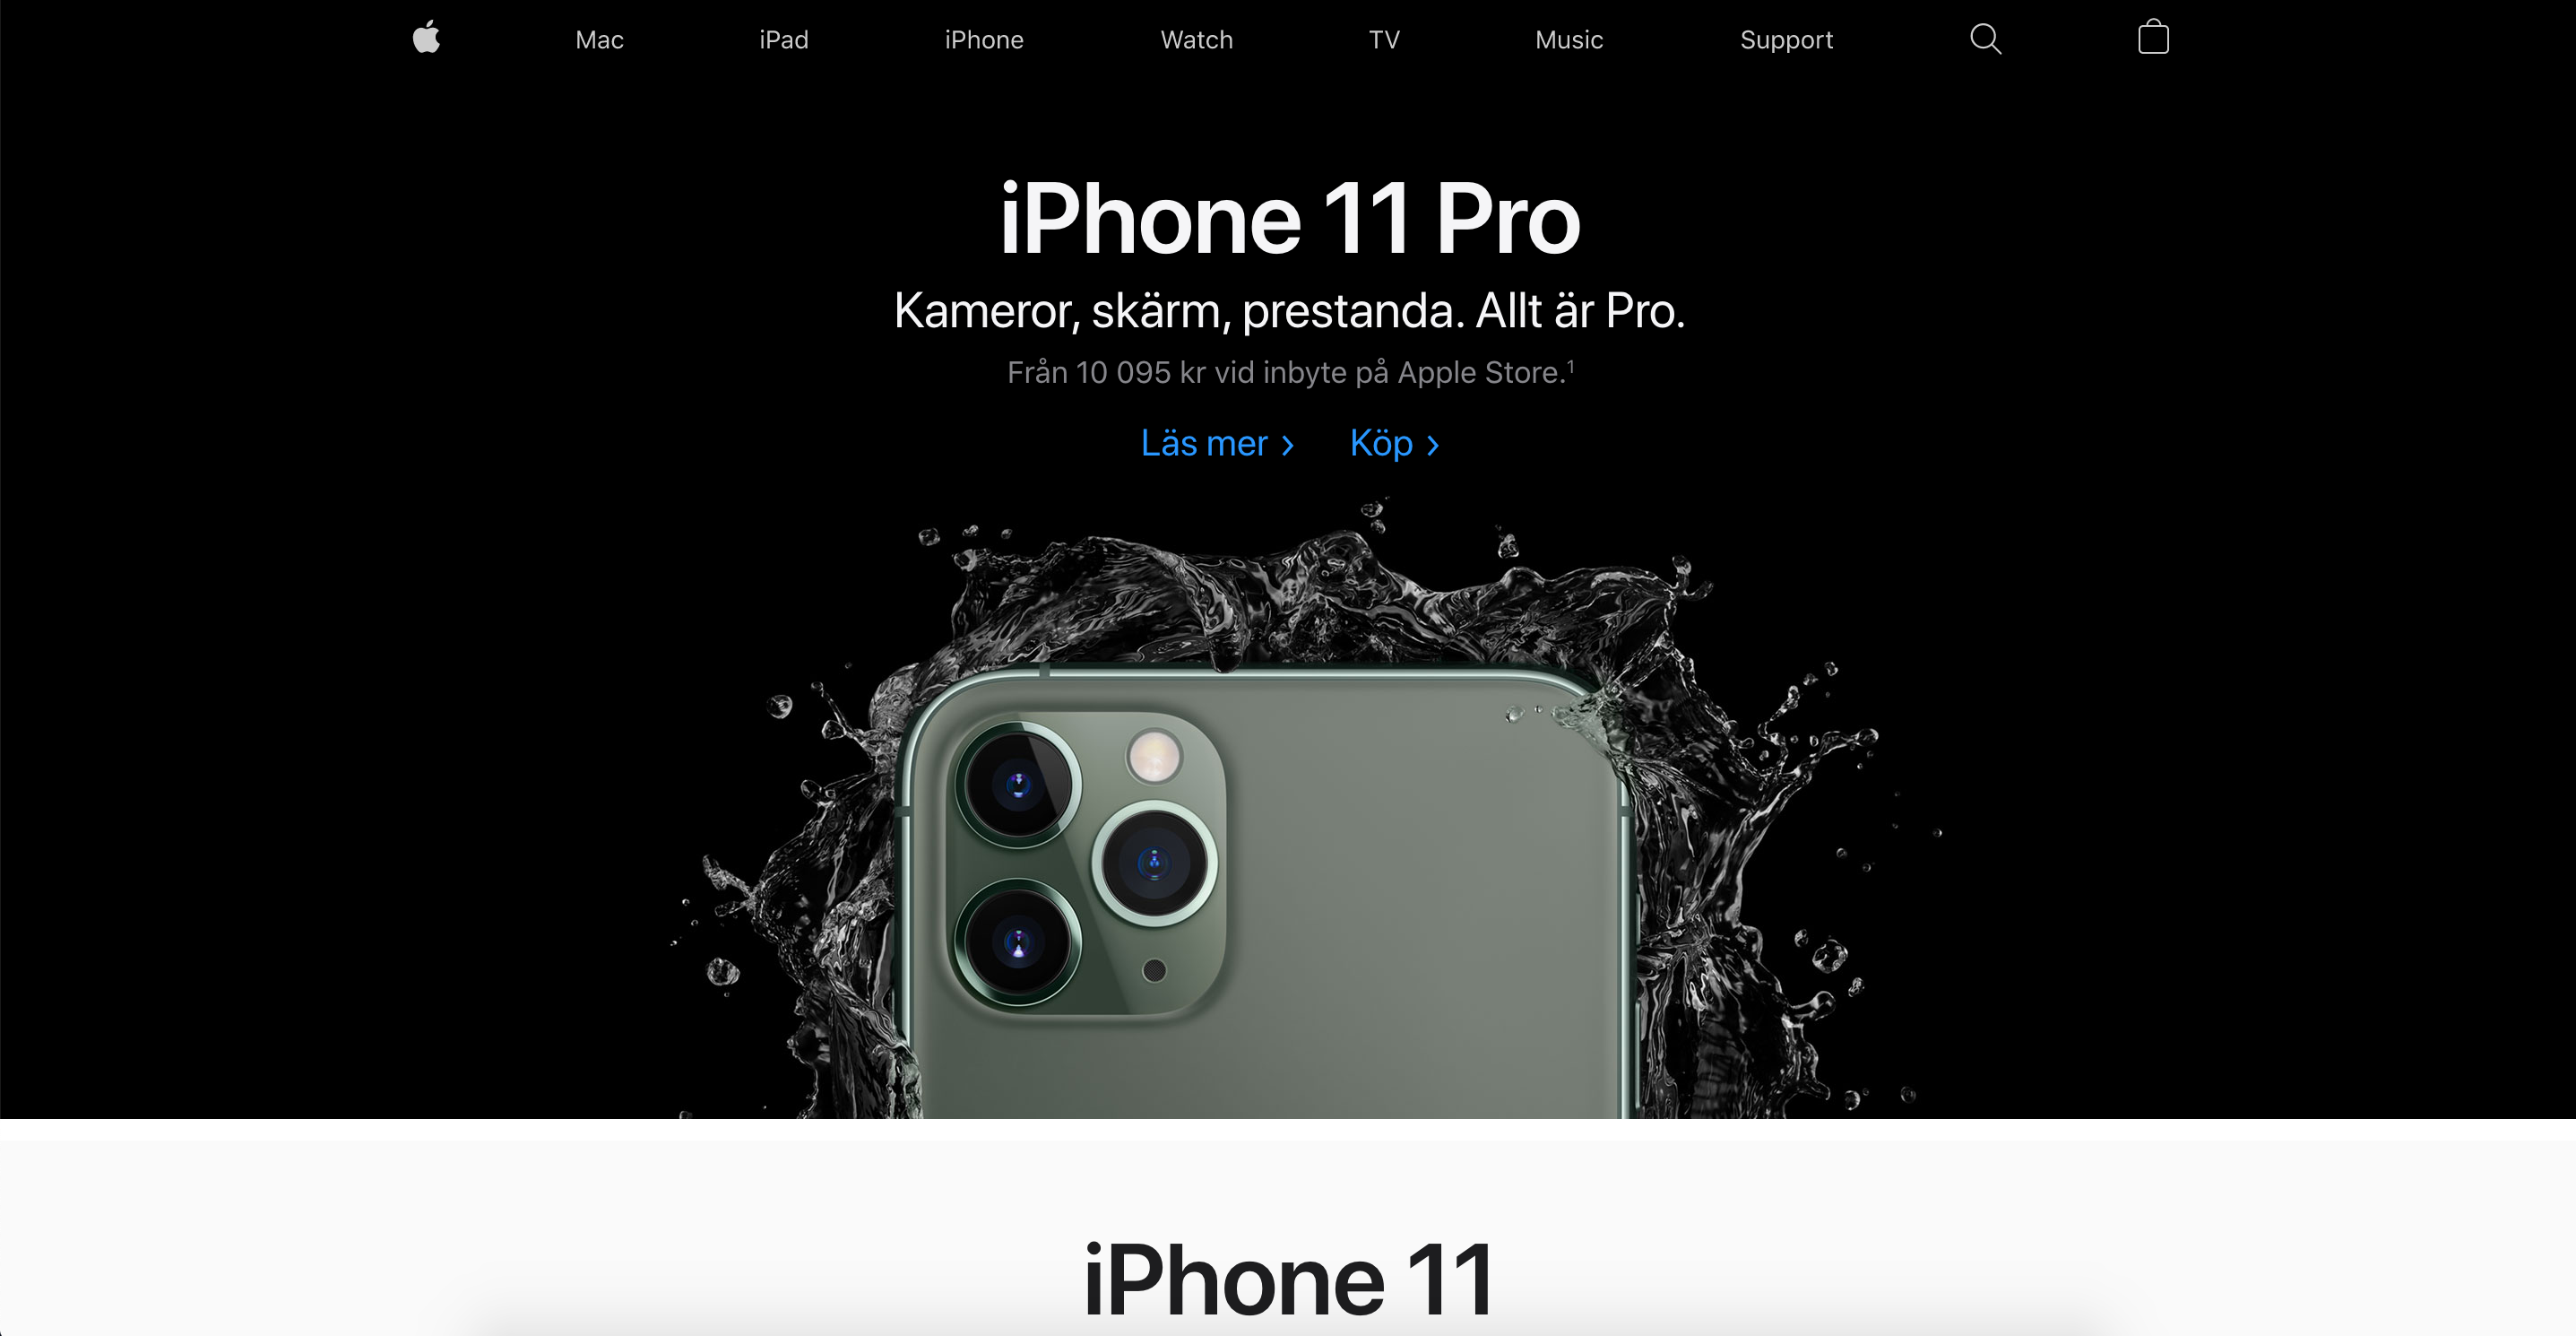 Mac iPad iPhone Watch TV Music Support
iPhone 11 Pro
Kameror, skärm, prestanda. Allt är Pro.
Från 10 095 kr vid inbyte på Apple Store.¹
Läs mer › Köp ›
iPhone 11